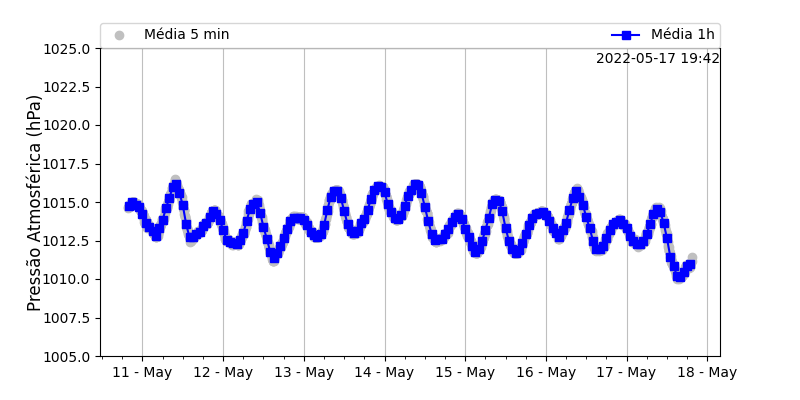 Média 5 min
Média 1h
2022-05-17 19:42
Pressão Atmosférica (hPa)
1025.0
1022.5
1020.0
1017.5
1015.0
1012.5
1010.0
1007.5
1005.0
11 - May
12 - May
13 - May
14 - May
15 - May
16 - May
17 - May
18 - May